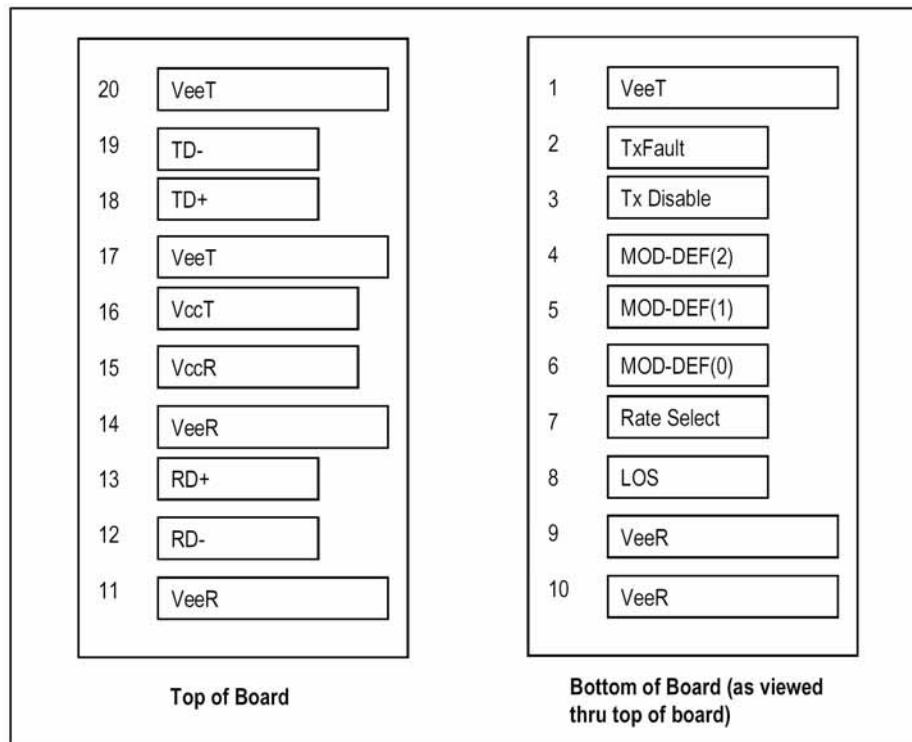 20 VeeT
19 TD-
18 TD+
17 VeeT
16 VccT
15 VccR
14 VeeR
13 RD+
12 RD-
11 VeeR
Top of Board
1 VeeT
2 TxFault
3 Tx Disable
4 MOD-DEF(2)
5 MOD-DEF(1)
6 MOD-DEF(0)
7 Rate Select
8 LOS
9 VeeR
10 VeeR
Bottom of Board (as viewed
thru top of board)